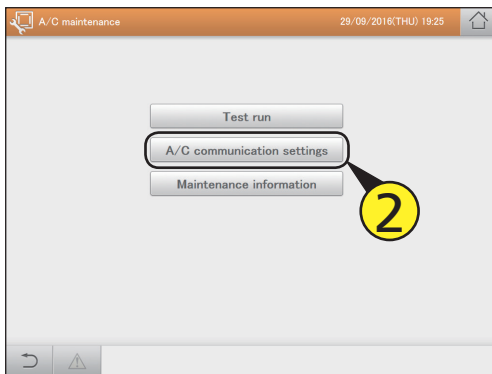 A/C maintenance 29/09/2016(THU) 19:25
Test run
A/C communication settings
Maintenance information
2